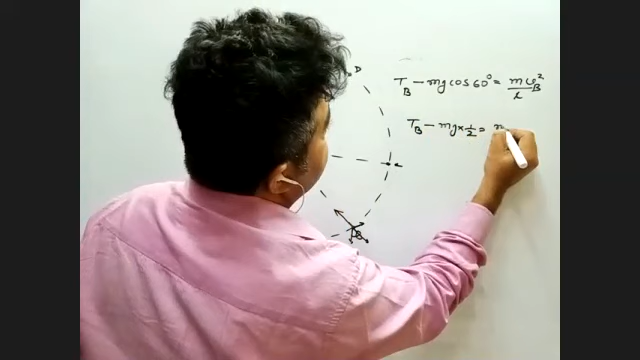 D
T_B - mg cos 60° = mv_B²/L
T_B - mg × 1/2 = m
c
B